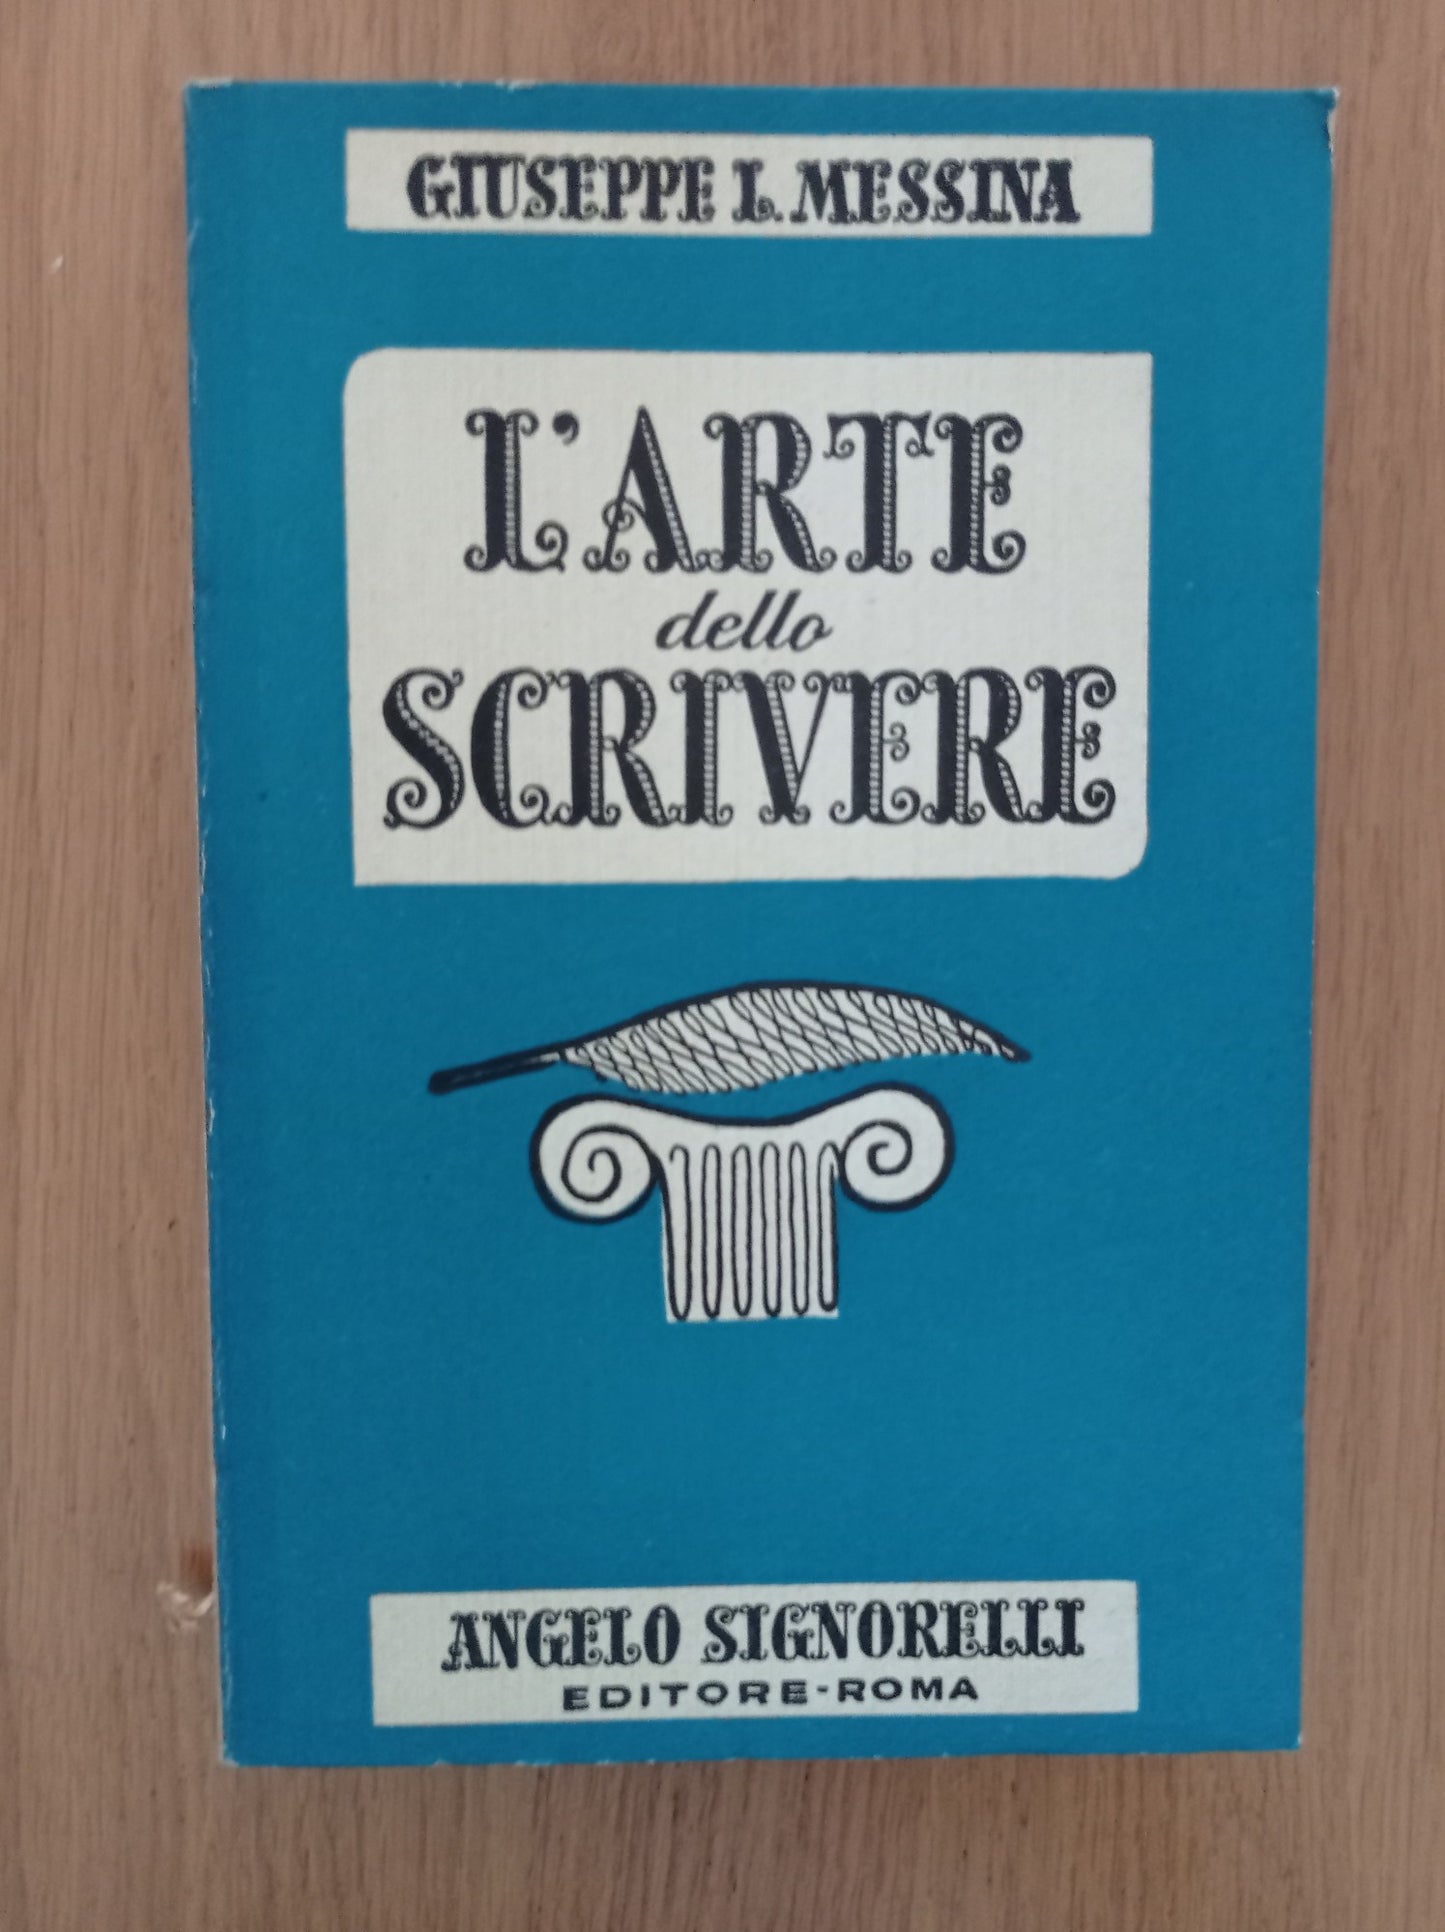 GIUSEPPE L. MESSINA
L'ARTE
dello
SCRIVERE
ANGELO SIGNORELLI
EDITORE-ROMA